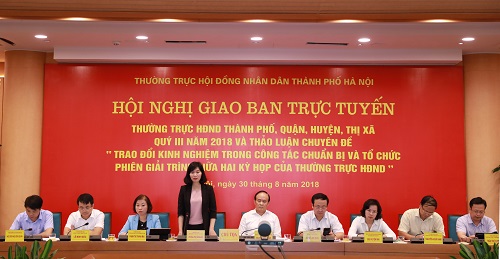 THƯỜNG TRỰC HỘI ĐỒNG NHÂN DÂN THÀNH PHỐ HÀ NỘI
HỘI NGHỊ GIAO BAN TRỰC TUYẾN
THƯỜNG TRỰC HĐND THÀNH PHỐ, QUẬN, HUYỆN, THỊ XÃ
QUÝ III NĂM 2018 VÀ THẢO LUẬN CHUYÊN ĐỀ
" TRAO ĐỔI KINH NGHIỆM TRONG CÔNG TÁC CHUẨN BỊ VÀ TỔ CHỨC
PHIÊN GIẢI TRÌNH GIỮA HAI KỲ HỌP CỦA THƯỜNG TRỰC HĐND "
ngày 30 tháng 8 năm 2018